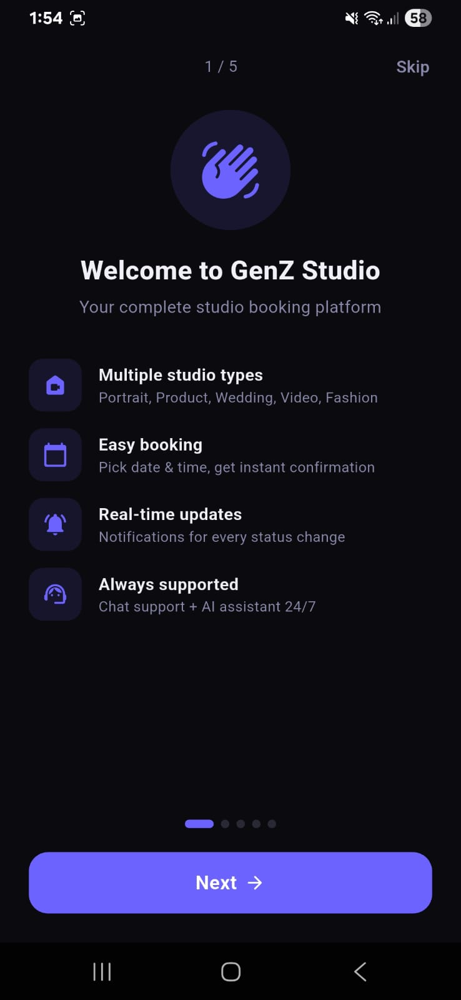 1:54
58
1 / 5
Skip
Welcome to GenZ Studio
Your complete studio booking platform
Multiple studio types
Portrait, Product, Wedding, Video, Fashion
Easy booking
Pick date & time, get instant confirmation
Real-time updates
Notifications for every status change
Always supported
Chat support + AI assistant 24/7
Next →